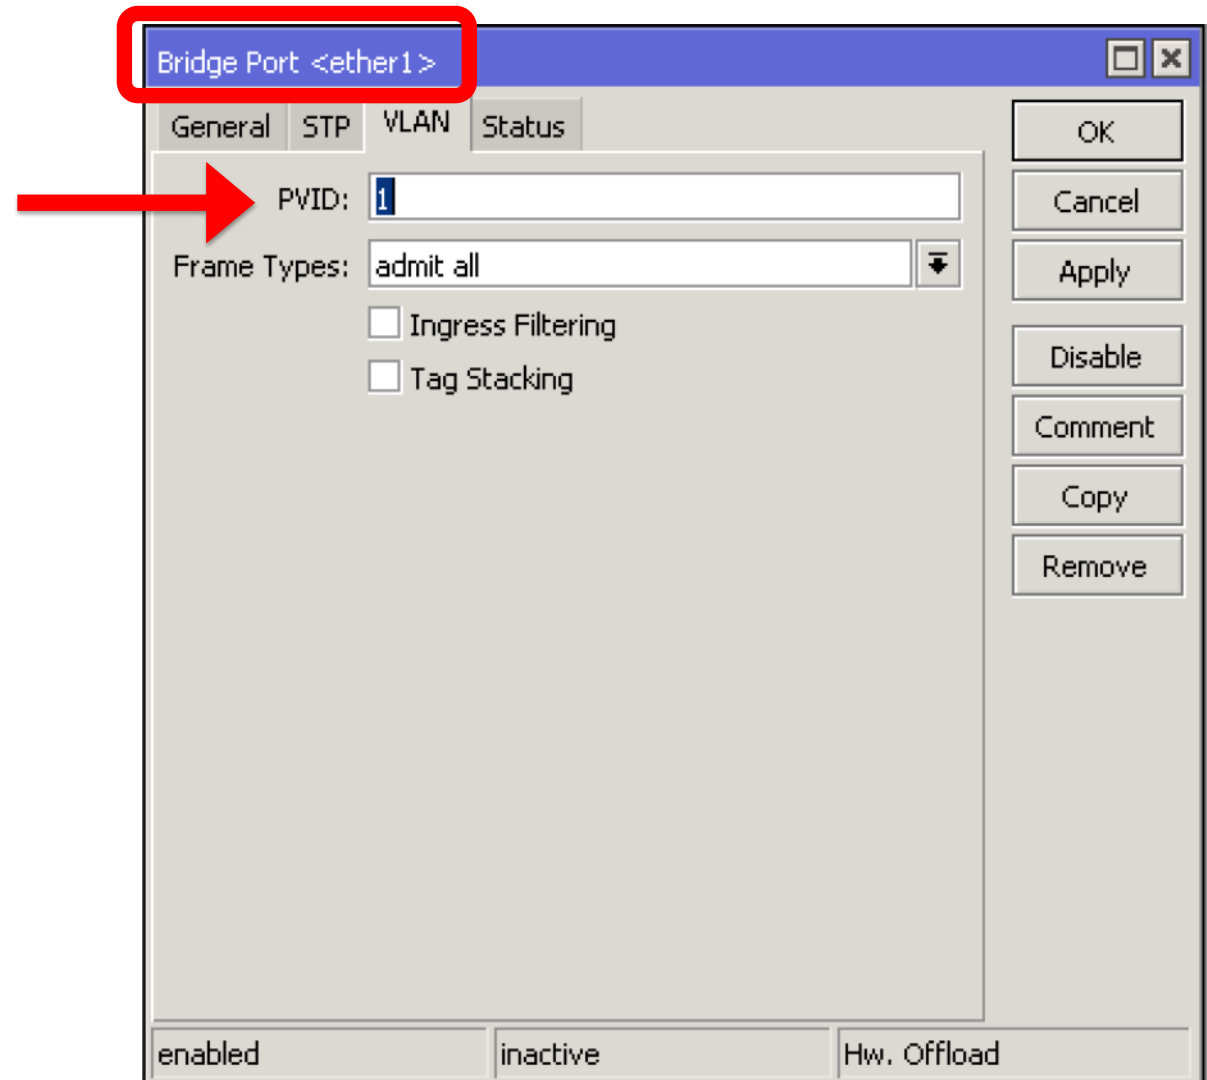 Bridge Port <ether1>
General STP VLAN Status
PVID: 1
Frame Types: admit all
Ingress Filtering
Tag Stacking
OK
Cancel
Apply
Disable
Comment
Copy
Remove
enabled inactive Hw. Offload